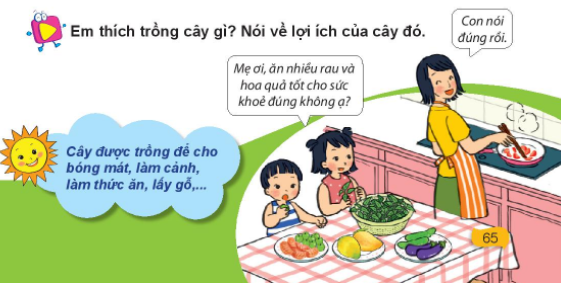 Em thích trồng cây gì? Nói về lợi ích của cây đó.
Con nói
đúng rồi.
Mẹ ơi, ăn nhiều rau và
hoa quả tốt cho sức
khoẻ đúng không ạ?
Cây được trồng để cho
bóng mát, làm cảnh,
làm thức ăn, lấy gỗ,...
65